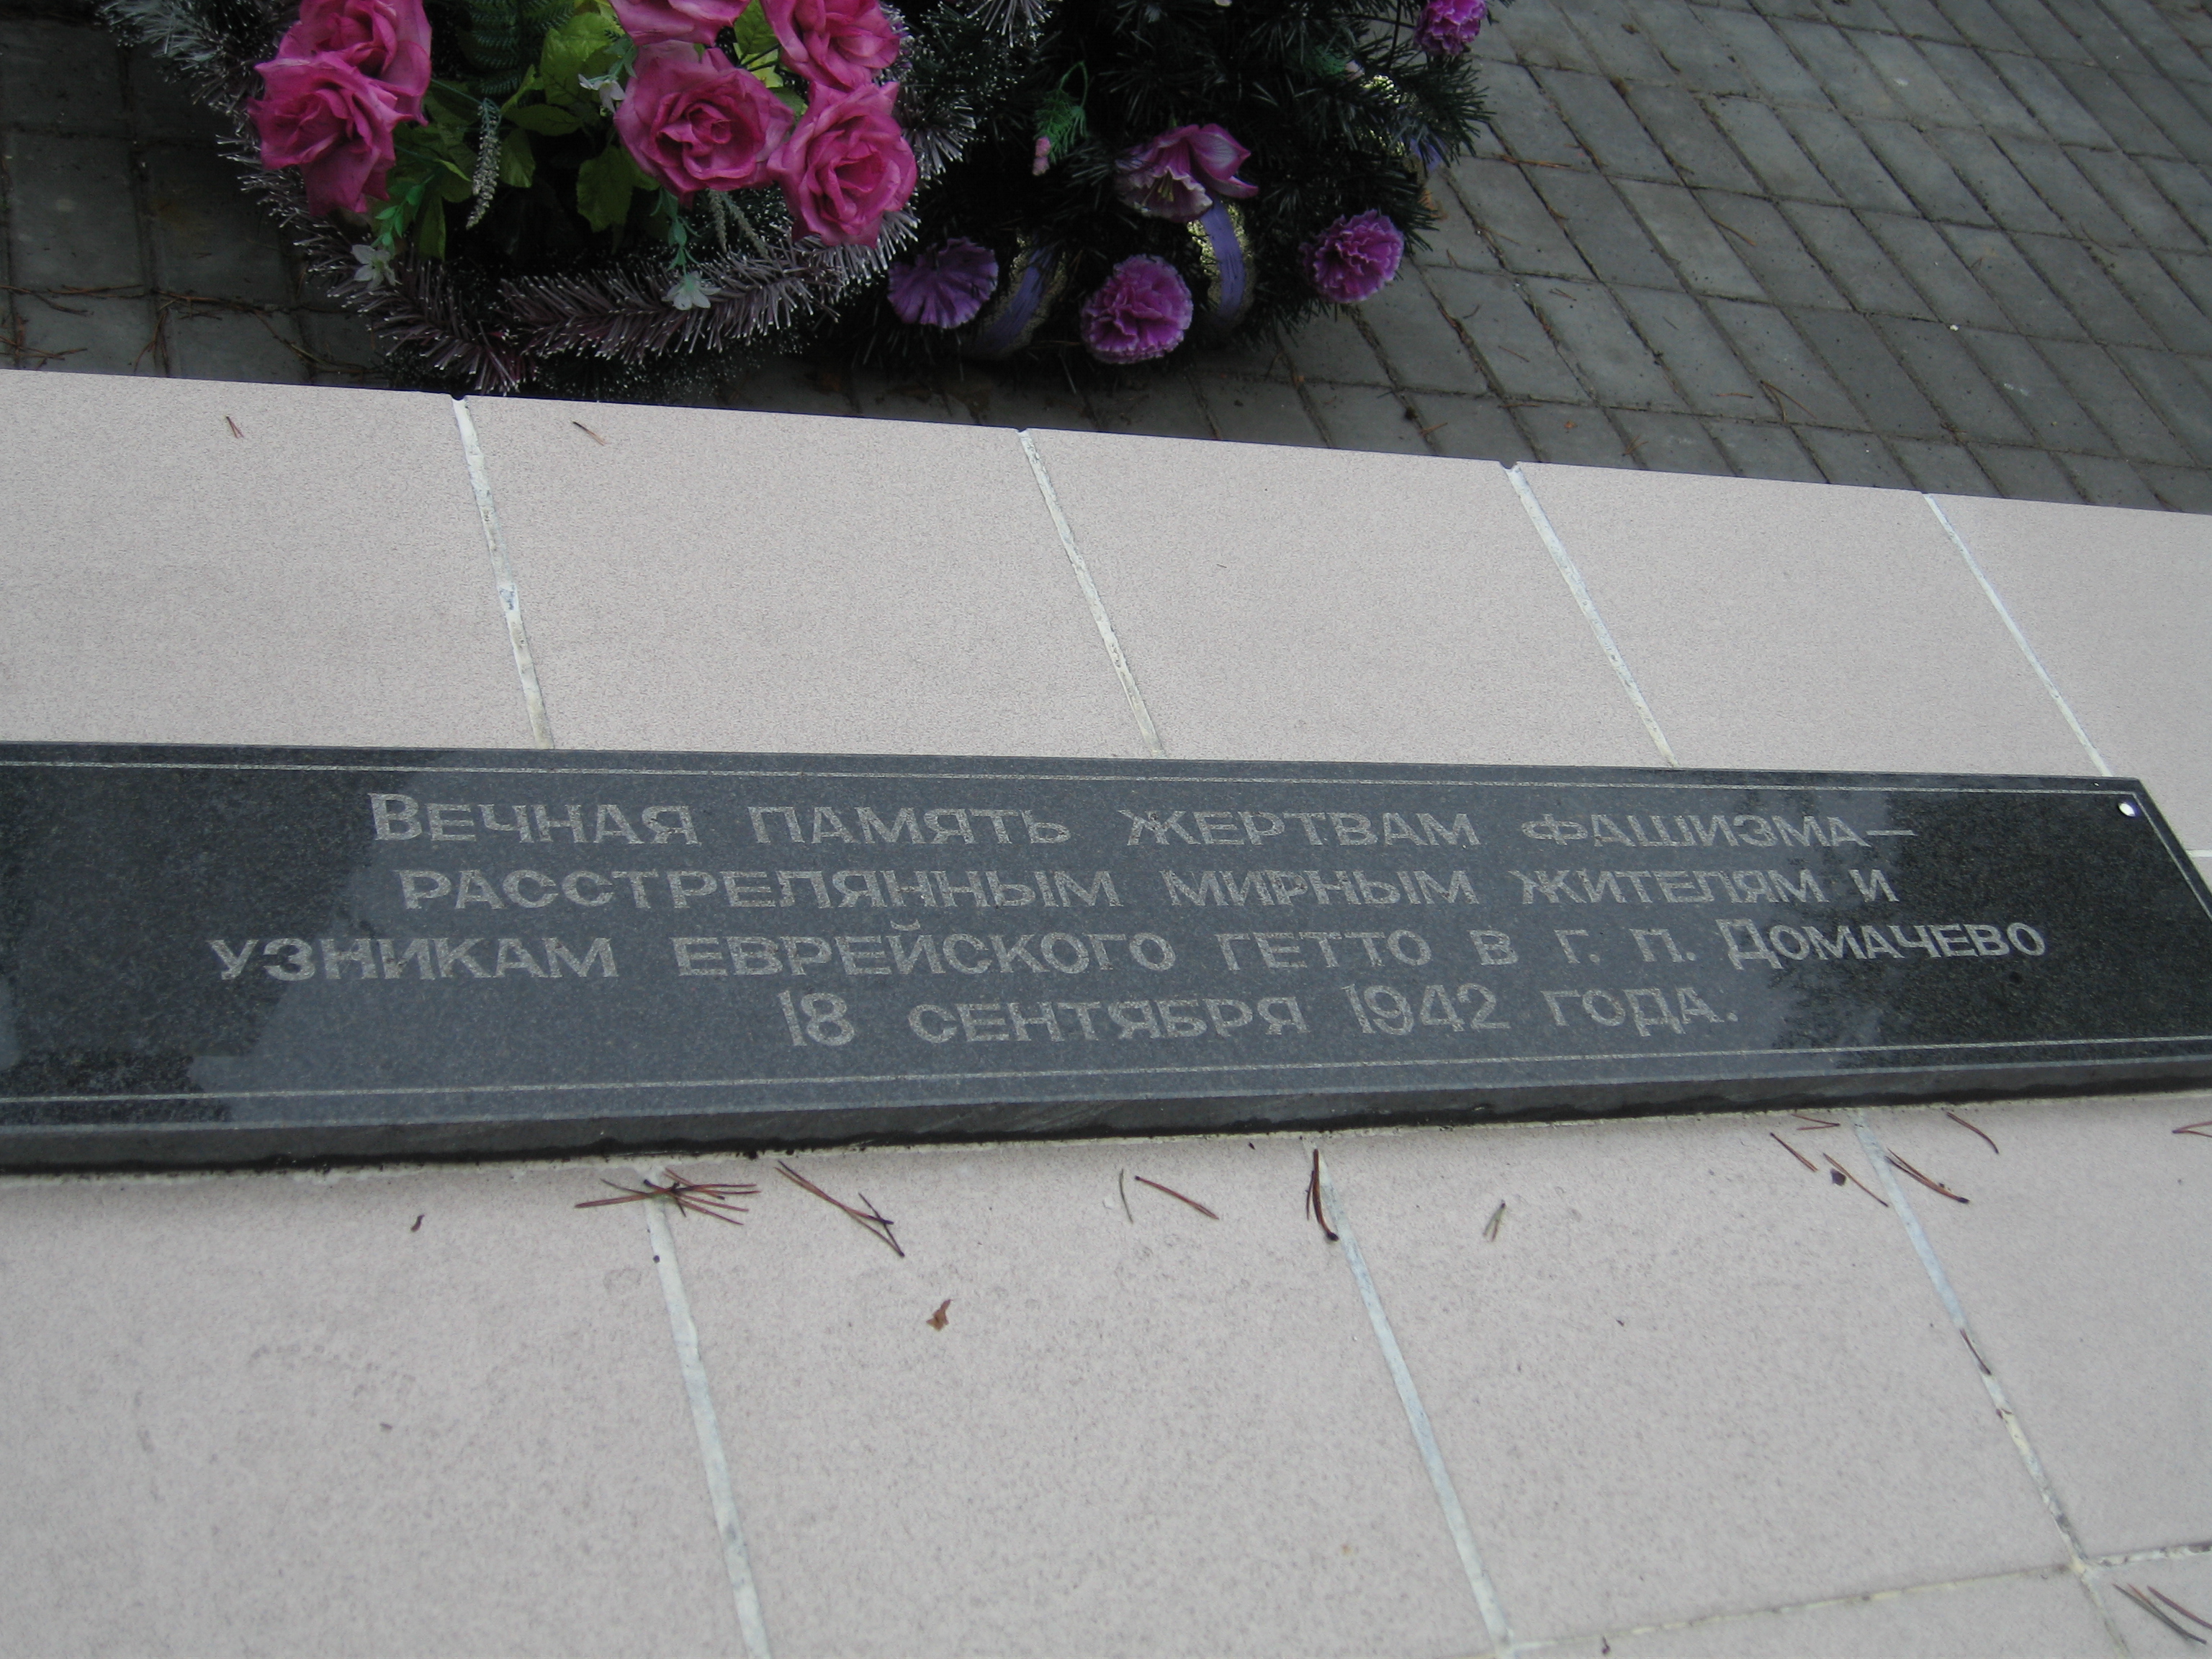 Вечная память жертвам фашизма—
расстрелянным мирным жителям и
узникам еврейского гетто в г. п. Домачево
18 сентября 1942 года.